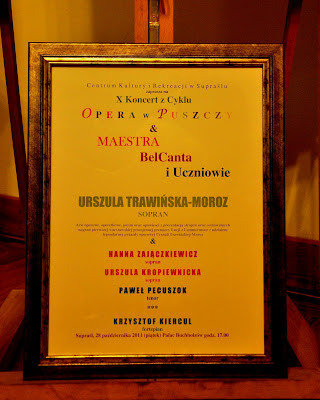 Centrum Kultury i Rekreacji w Supraślu
zaprasza na
X Koncert z Cyklu
OPERA W PUSZCZY
&
MAESTRA
BelCanta
i Uczniowie
URSZULA TRAWIŃSKA-MOROZ
SOPRAN
&
HANNA ZAJĄCZKIEWICZ
sopran
URSZULA KROPIEWNICKA
sopran
PAWEŁ PECUSZOK
tenor
KRZYSZTOF KIERCUL
fortepian
Supraśl, 28 października 2011 (piątek) Pałac Buchholtzów godz. 17.00